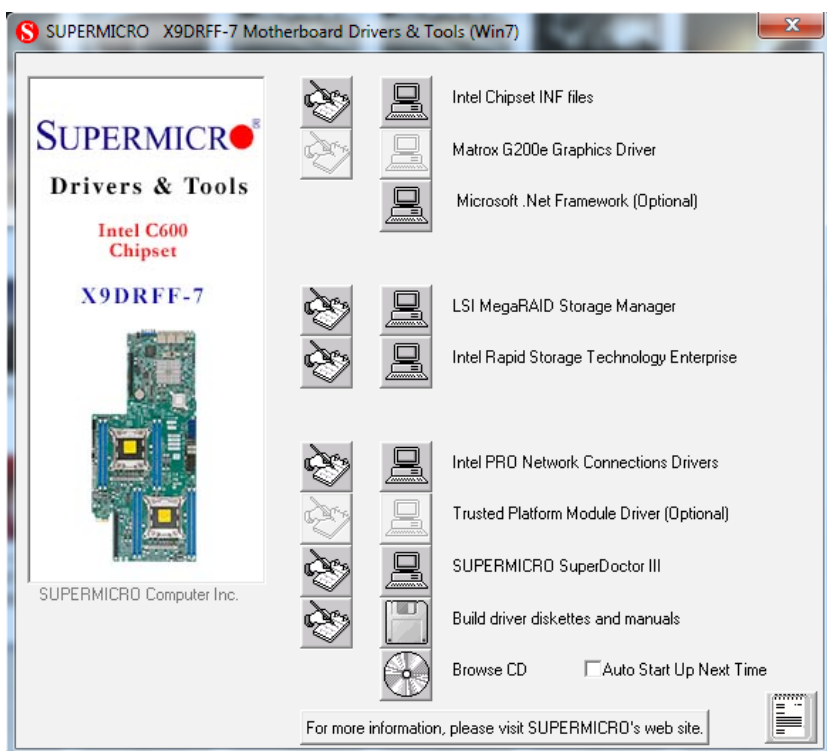 SUPERMICRO X9DRFF-7 Motherboard Drivers & Tools (Win7)
SUPERMICRO®
Drivers & Tools
Intel C600
Chipset
X9DRFF-7
SUPERMICRO Computer Inc.
Intel Chipset INF files
Matrox G200e Graphics Driver
Microsoft .Net Framework (Optional)
LSI MegaRAID Storage Manager
Intel Rapid Storage Technology Enterprise
Intel PRO Network Connections Drivers
Trusted Platform Module Driver (Optional)
SUPERMICRO SuperDoctor III
Build driver diskettes and manuals
Browse CD Auto Start Up Next Time
For more information, please visit SUPERMICRO's web site.